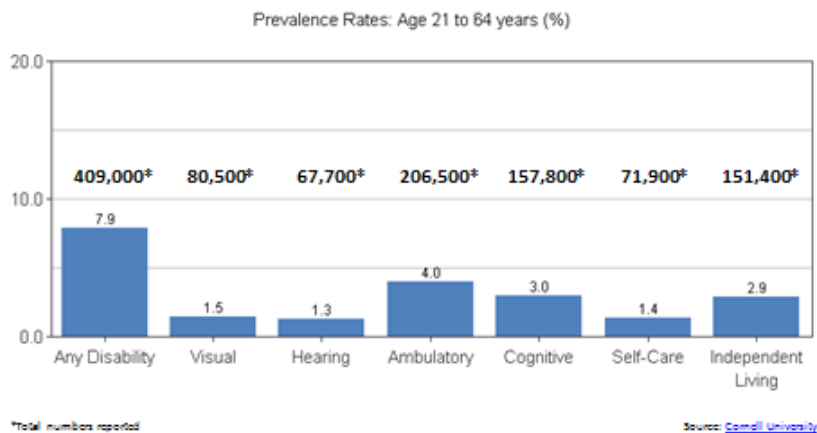 Prevalence Rates: Age 21 to 64 years (%)
20.0
409,000* 80,500* 67,700* 206,500* 157,800* 71,900* 151,400*
10.0
7.9 1.5 1.3 4.0 3.0 1.4 2.9
0.0
Any Disability Visual Hearing Ambulatory Cognitive Self-Care Independent
Living
*Total numbers reported Source: Cornell University